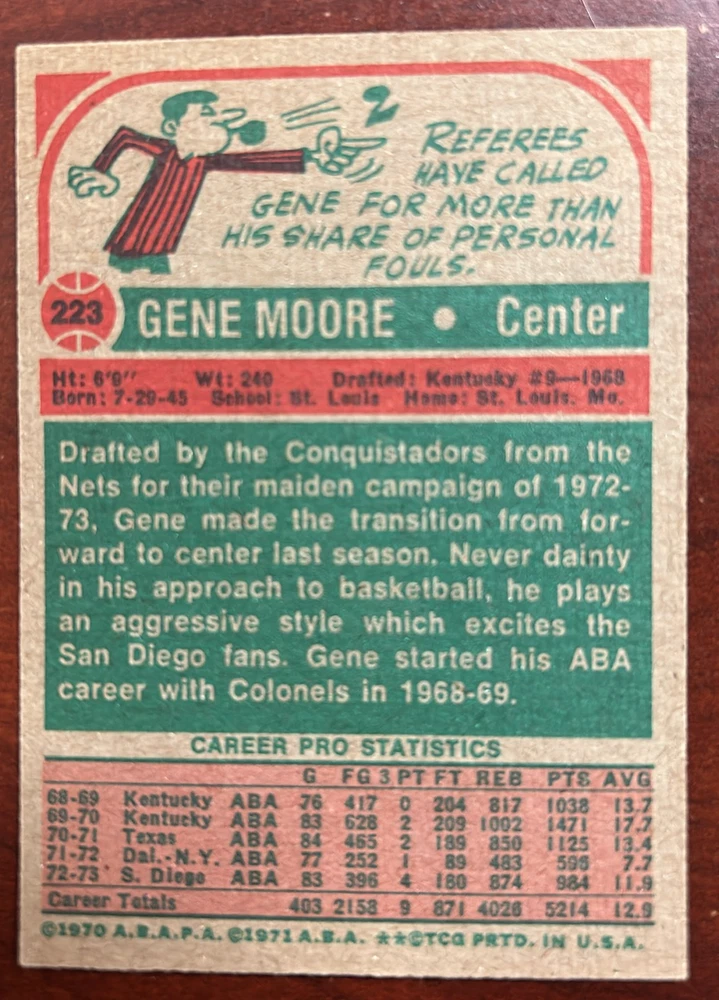 2
REFEREES
HAVE CALLED
GENE FOR MORE THAN
HIS SHARE OF PERSONAL
FOULS.
223 GENE MOORE • Center
Ht: 6'9" Wt: 240 Drafted: Kentucky #9—1968
Born: 7-29-45 School: St. Louis Home: St. Louis, Mo.
Drafted by the Conquistadors from the
Nets for their maiden campaign of 1972-
73, Gene made the transition from for-
ward to center last season. Never dainty
in his approach to basketball, he plays
an aggressive style which excites the
San Diego fans. Gene started his ABA
career with Colonels in 1968-69.
CAREER PRO STATISTICS
G FG 3 PT FT REB PTS AVG
68-69 Kentucky ABA 76 417 0 204 817 1038 13.7
69-70 Kentucky ABA 83 628 2 209 1002 1471 17.7
70-71 Texas ABA 84 465 2 189 850 1125 13.4
71-72 Dal.-N.Y. ABA 77 252 1 89 483 596 7.7
72-73 S. Diego ABA 83 396 4 180 874 984 11.9
Career Totals 403 2158 9 871 4026 5214 12.9
©1970 A.B.A.P.A. ©1971 A.B.A. **©TCG PRTD. IN U.S.A.